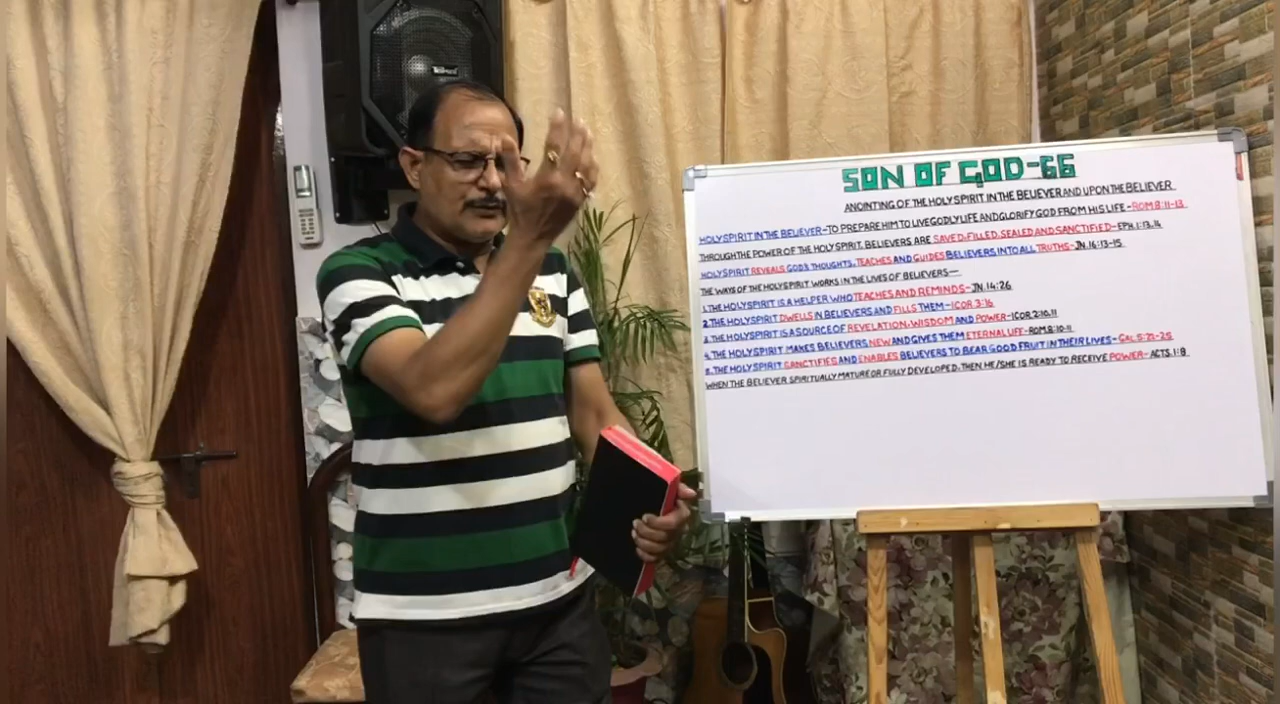 SON OF GOD-66
ANOINTING OF THE HOLY SPIRIT IN THE BELIEVER AND UPON THE BELIEVER
HOLY SPIRIT IN THE BELIEVER-TO PREPARE HIM TO LIVE GODLY LIFE AND GLORIFY GOD FROM HIS LIFE-ROM 8:11-13
THROUGH THE POWER OF THE HOLY SPIRIT, BELIEVERS ARE SAVED, FILLED, SEALED AND SANCTIFIED-EPH.1:13,14
HOLY SPIRIT REVEALS GOD'S THOUGHTS, TEACHES AND GUIDES BELIEVERS INTO ALL TRUTHS-JN.16:13-15
THE WAYS OF THE HOLY SPIRIT WORKS IN THE LIVES OF BELIEVERS—
1. THE HOLY SPIRIT IS A HELPER WHO TEACHES AND REMINDS-JN.14:26
2. THE HOLY SPIRIT DWELLS IN BELIEVERS AND FILLS THEM-ICOR 3:16
3. THE HOLY SPIRIT IS A SOURCE OF REVELATION, WISDOM AND POWER-ICOR 2:10,11
4. THE HOLY SPIRIT MAKES BELIEVERS NEW AND GIVES THEM ETERNAL LIFE-ROM 8:10-11
5. THE HOLY SPIRIT SANCTIFIES AND ENABLES BELIEVERS TO BEAR GOOD FRUIT IN THEIR LIVES-GAL 5:21-25
WHEN THE BELIEVER SPIRITUALLY MATURE OR FULLY DEVELOPED, THEN HE/SHE IS READY TO RECEIVE POWER-ACTS.1:8